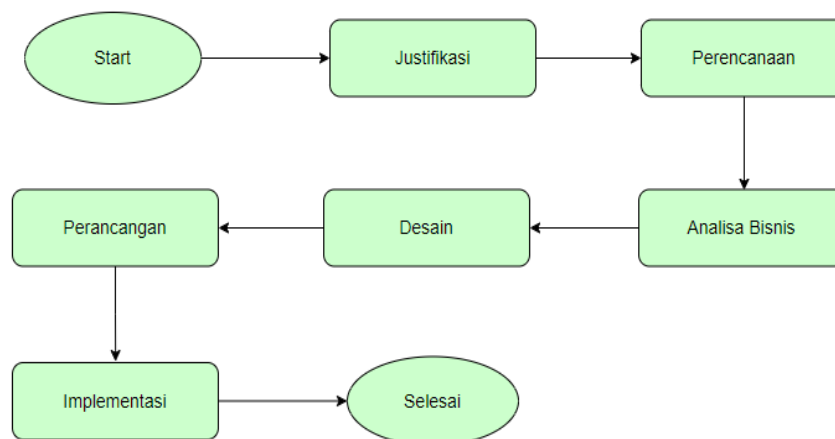 Start
Justifikasi
Perencanaan
Analisa Bisnis
Desain
Perancangan
Implementasi
Selesai